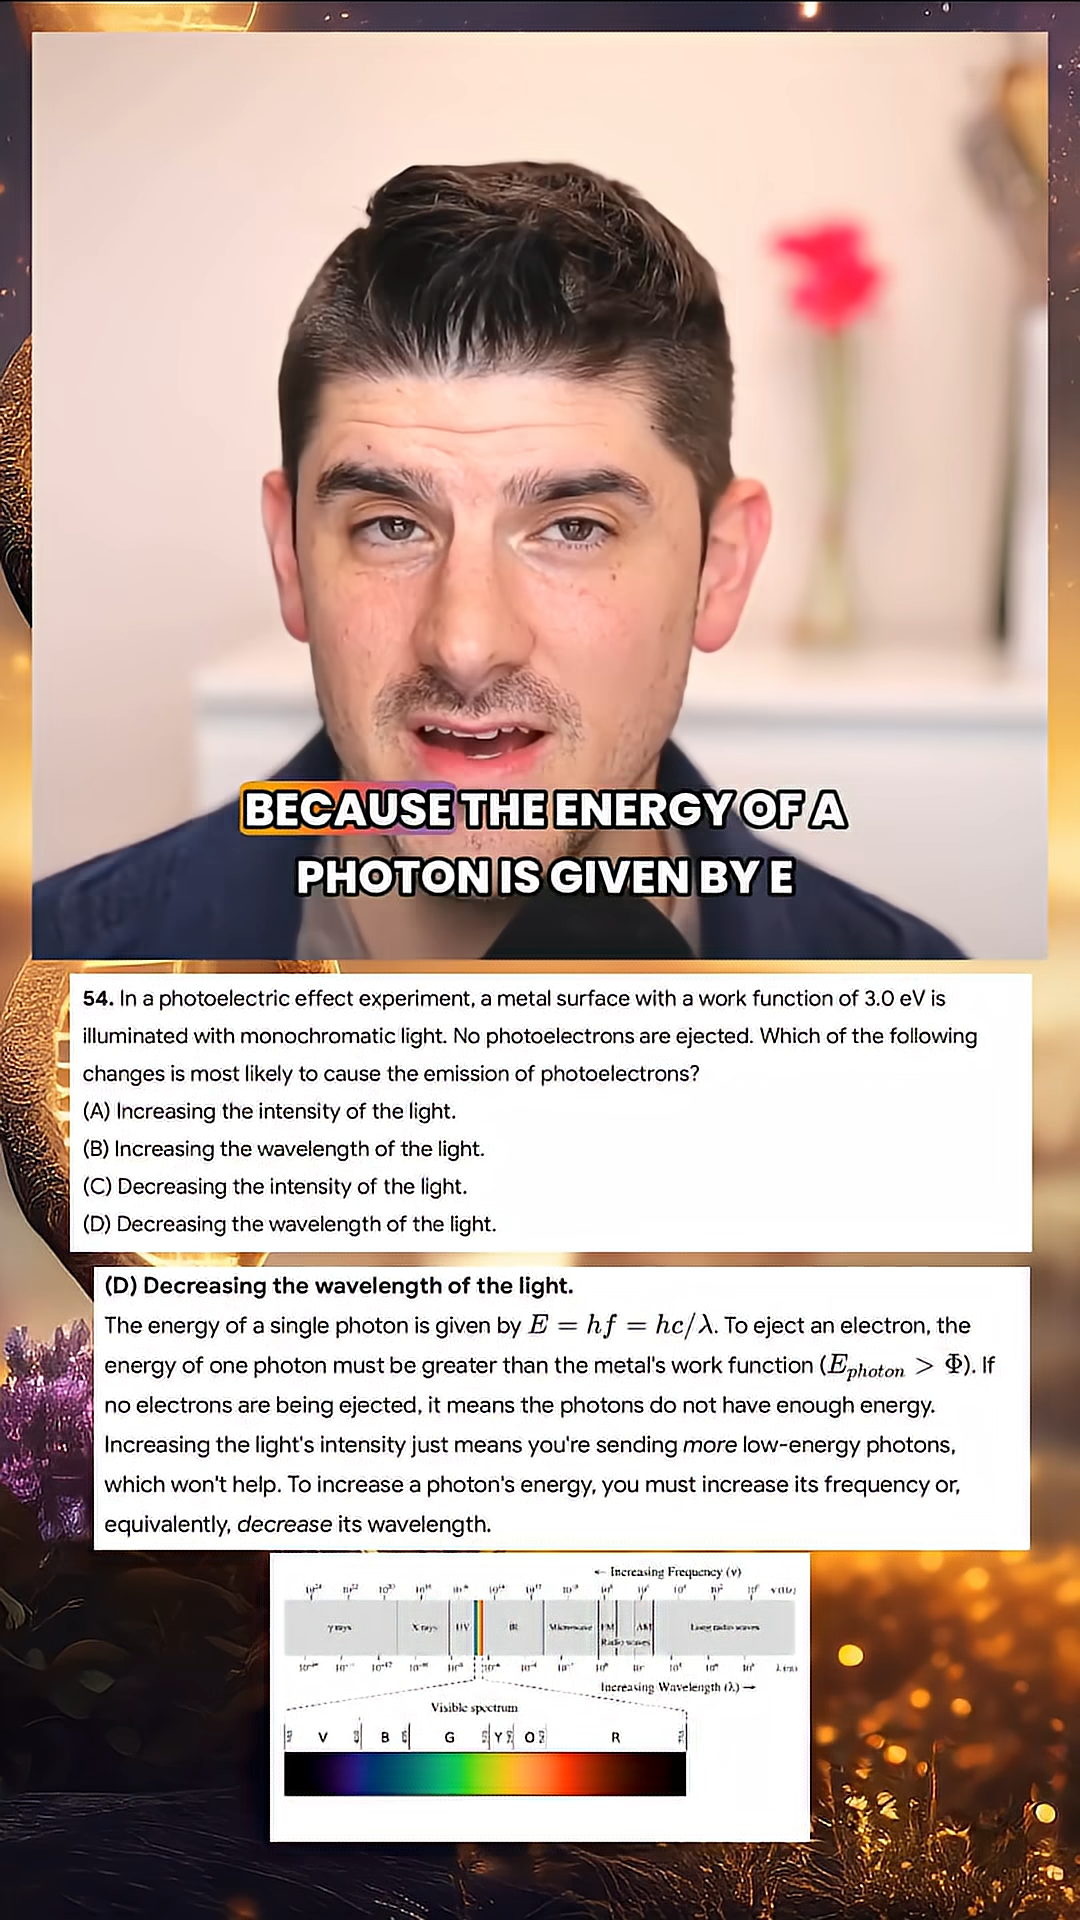 BECAUSE THE ENERGY OF A
PHOTON IS GIVEN BY E
54. In a photoelectric effect experiment, a metal surface with a work function of 3.0 eV is
illuminated with monochromatic light. No photoelectrons are ejected. Which of the following
changes is most likely to cause the emission of photoelectrons?
(A) Increasing the intensity of the light.
(B) Increasing the wavelength of the light.
(C) Decreasing the intensity of the light.
(D) Decreasing the wavelength of the light.
(D) Decreasing the wavelength of the light.
The energy of a single photon is given by E = hf = hc/λ. To eject an electron, the
energy of one photon must be greater than the metal's work function (E_photon > Φ). If
no electrons are being ejected, it means the photons do not have enough energy.
Increasing the light's intensity just means you're sending more low-energy photons,
which won't help. To increase a photon's energy, you must increase its frequency or,
equivalently, decrease its wavelength.
← Increasing Frequency (ν)
γ rays X rays UV IR Microwave FM AM Long radio waves
Radio waves
Increasing Wavelength (λ) →
Visible spectrum
V B G Y O R